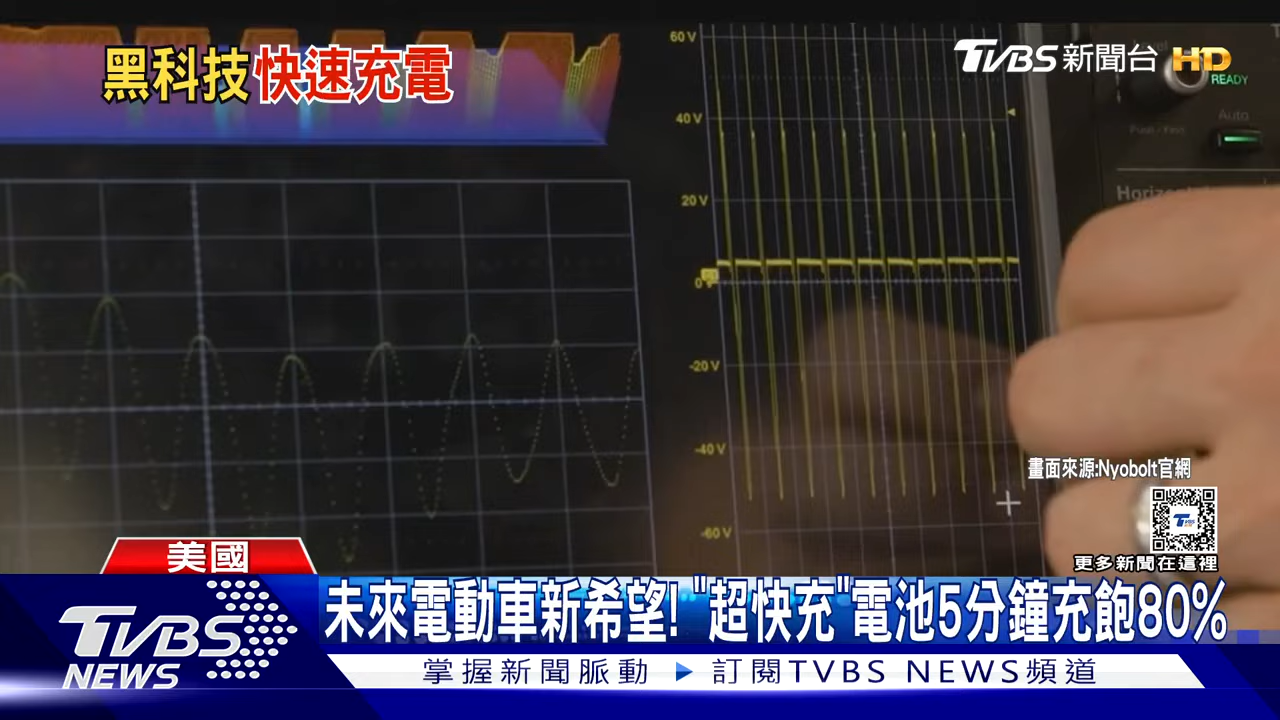 黑科技快速充電
TVBS新聞台 HD
READY
Auto
60 V
40 V
20 V
-20 V
-40 V
-60 V
畫面來源:Nyobolt官網
更多新聞在這裡
美國
未來電動車新希望!"超快充"電池5分鐘充飽80%
TVBS NEWS
掌握新聞脈動 ▶ 訂閱TVBS NEWS頻道